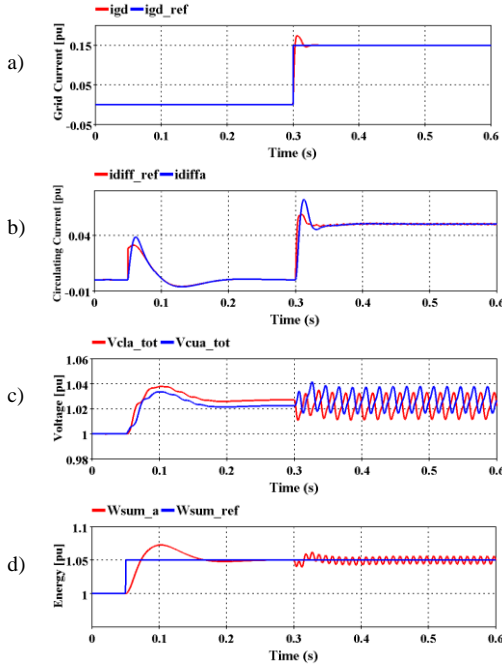 igd igd_ref
a)
Grid Current [pu]
0.15
0.05
-0.05
0 0.1 0.2 0.3 0.4 0.5 0.6
Time (s)
idiff_ref idiffa
b)
Circulating Current [pu]
0.04
-0.01
0 0.1 0.2 0.3 0.4 0.5 0.6
Time (s)
Vcla_tot Vcua_tot
c)
Voltage [pu]
1.06
1.04
1.02
1
0.98
0 0.1 0.2 0.3 0.4 0.5 0.6
Time (s)
Wsum_a Wsum_ref
d)
Energy [pu]
1.1
1.05
1
0 0.1 0.2 0.3 0.4 0.5 0.6
Time (s)